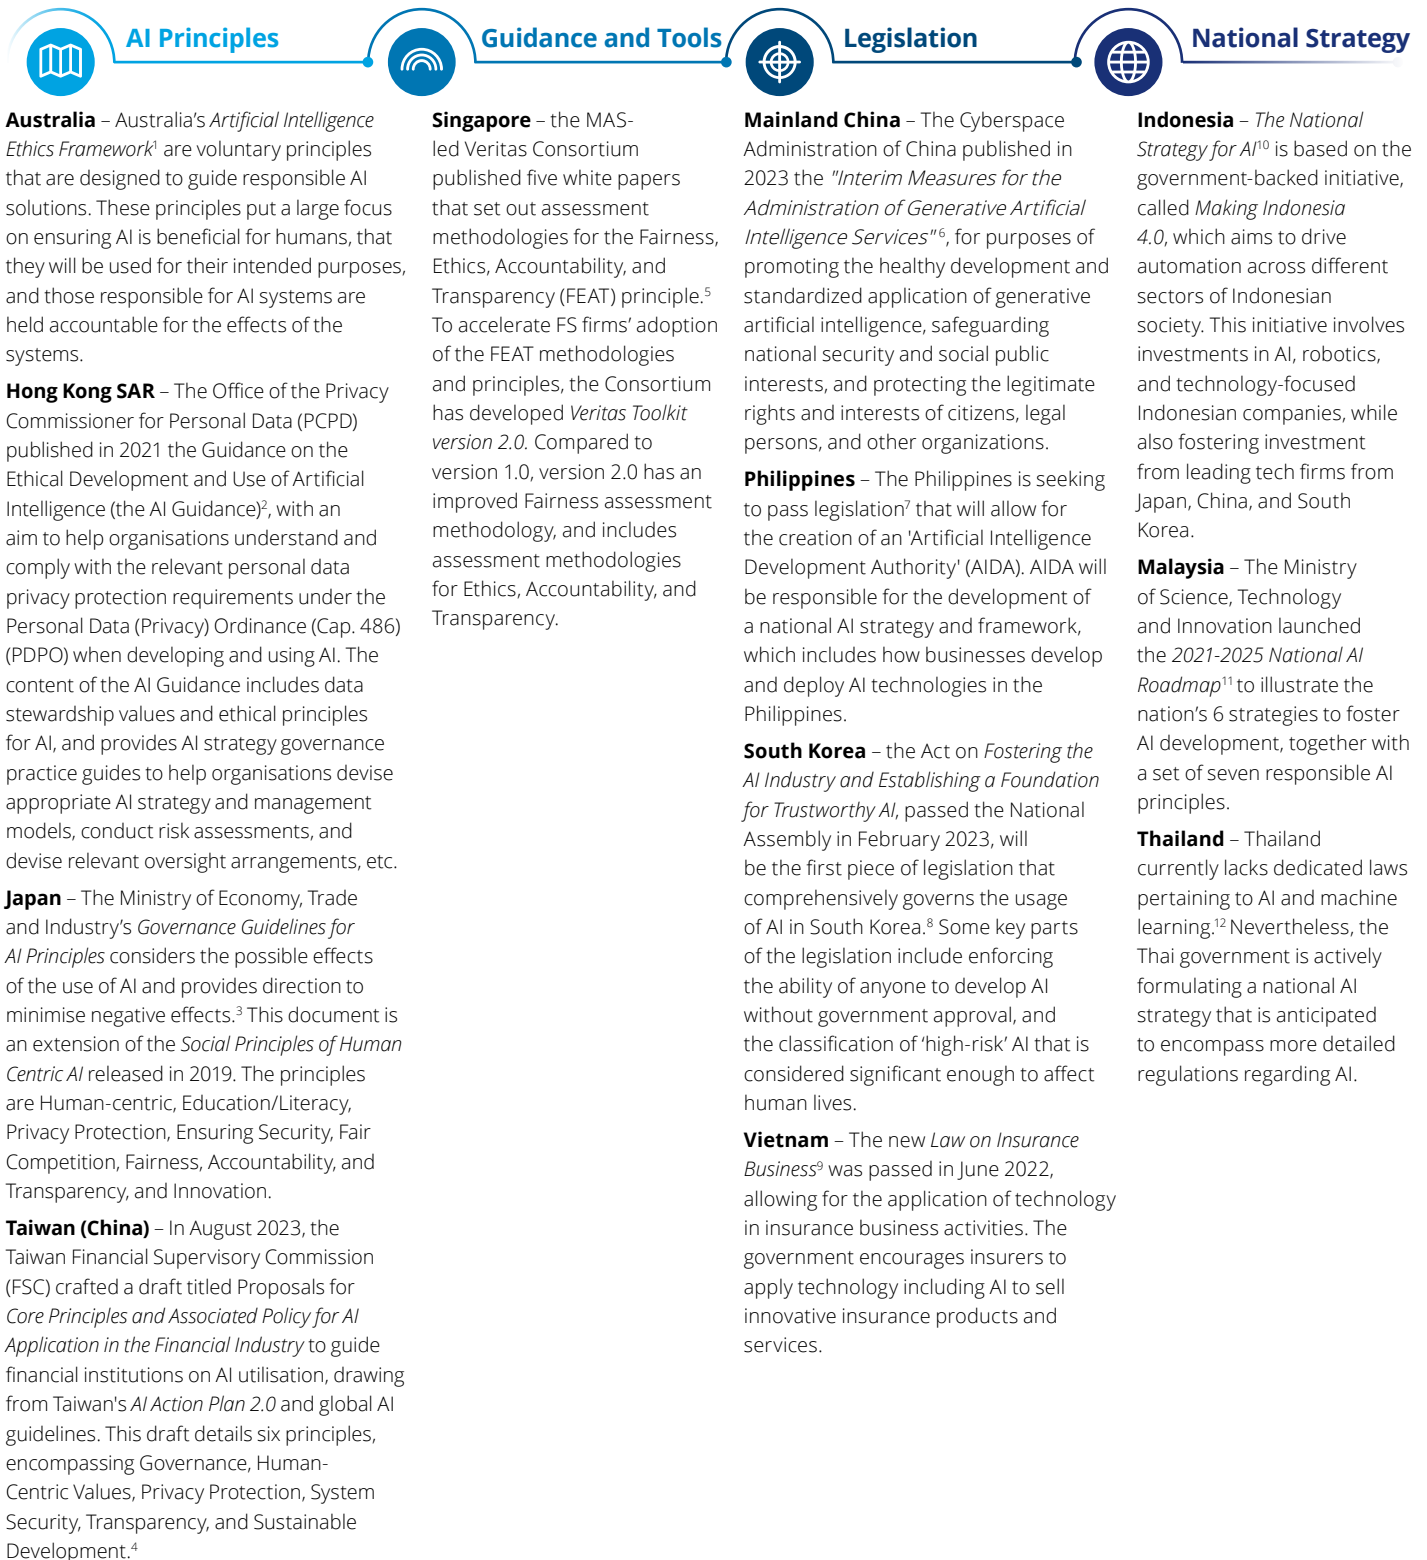 AI Principles
Australia – Australia's Artificial Intelligence
Ethics Framework¹ are voluntary principles
that are designed to guide responsible AI
solutions. These principles put a large focus
on ensuring AI is beneficial for humans, that
they will be used for their intended purposes,
and those responsible for AI systems are
held accountable for the effects of the
systems.
Hong Kong SAR – The Office of the Privacy
Commissioner for Personal Data (PCPD)
published in 2021 the Guidance on the
Ethical Development and Use of Artificial
Intelligence (the AI Guidance)², with an
aim to help organisations understand and
comply with the relevant personal data
privacy protection requirements under the
Personal Data (Privacy) Ordinance (Cap. 486)
(PDPO) when developing and using AI. The
content of the AI Guidance includes data
stewardship values and ethical principles
for AI, and provides AI strategy governance
practice guides to help organisations devise
appropriate AI strategy and management
models, conduct risk assessments, and
devise relevant oversight arrangements, etc.
Japan – The Ministry of Economy, Trade
and Industry's Governance Guidelines for
AI Principles considers the possible effects
of the use of AI and provides direction to
minimise negative effects.³ This document is
an extension of the Social Principles of Human
Centric AI released in 2019. The principles
are Human-centric, Education/Literacy,
Privacy Protection, Ensuring Security, Fair
Competition, Fairness, Accountability, and
Transparency, and Innovation.
Taiwan (China) – In August 2023, the
Taiwan Financial Supervisory Commission
(FSC) crafted a draft titled Proposals for
Core Principles and Associated Policy for AI
Application in the Financial Industry to guide
financial institutions on AI utilisation, drawing
from Taiwan's AI Action Plan 2.0 and global AI
guidelines. This draft details six principles,
encompassing Governance, Human-
Centric Values, Privacy Protection, System
Security, Transparency, and Sustainable
Development.⁴
Guidance and Tools
Singapore – the MAS-
led Veritas Consortium
published five white papers
that set out assessment
methodologies for the Fairness,
Ethics, Accountability, and
Transparency (FEAT) principle.⁵
To accelerate FS firms' adoption
of the FEAT methodologies
and principles, the Consortium
has developed Veritas Toolkit
version 2.0. Compared to
version 1.0, version 2.0 has an
improved Fairness assessment
methodology, and includes
assessment methodologies
for Ethics, Accountability, and
Transparency.
Legislation
Mainland China – The Cyberspace
Administration of China published in
2023 the "Interim Measures for the
Administration of Generative Artificial
Intelligence Services" ⁶, for purposes of
promoting the healthy development and
standardized application of generative
artificial intelligence, safeguarding
national security and social public
interests, and protecting the legitimate
rights and interests of citizens, legal
persons, and other organizations.
Philippines – The Philippines is seeking
to pass legislation⁷ that will allow for
the creation of an 'Artificial Intelligence
Development Authority' (AIDA). AIDA will
be responsible for the development of
a national AI strategy and framework,
which includes how businesses develop
and deploy AI technologies in the
Philippines.
South Korea – the Act on Fostering the
AI Industry and Establishing a Foundation
for Trustworthy AI, passed the National
Assembly in February 2023, will
be the first piece of legislation that
comprehensively governs the usage
of AI in South Korea.⁸ Some key parts
of the legislation include enforcing
the ability of anyone to develop AI
without government approval, and
the classification of ‘high-risk’ AI that is
considered significant enough to affect
human lives.
Vietnam – The new Law on Insurance
Business⁹ was passed in June 2022,
allowing for the application of technology
in insurance business activities. The
government encourages insurers to
apply technology including AI to sell
innovative insurance products and
services.
National Strategy
Indonesia – The National
Strategy for AI¹⁰ is based on the
government-backed initiative,
called Making Indonesia
4.0, which aims to drive
automation across different
sectors of Indonesian
society. This initiative involves
investments in AI, robotics,
and technology-focused
Indonesian companies, while
also fostering investment
from leading tech firms from
Japan, China, and South
Korea.
Malaysia – The Ministry
of Science, Technology
and Innovation launched
the 2021-2025 National AI
Roadmap¹¹ to illustrate the
nation's 6 strategies to foster
AI development, together with
a set of seven responsible AI
principles.
Thailand – Thailand
currently lacks dedicated laws
pertaining to AI and machine
learning.¹² Nevertheless, the
Thai government is actively
formulating a national AI
strategy that is anticipated
to encompass more detailed
regulations regarding AI.